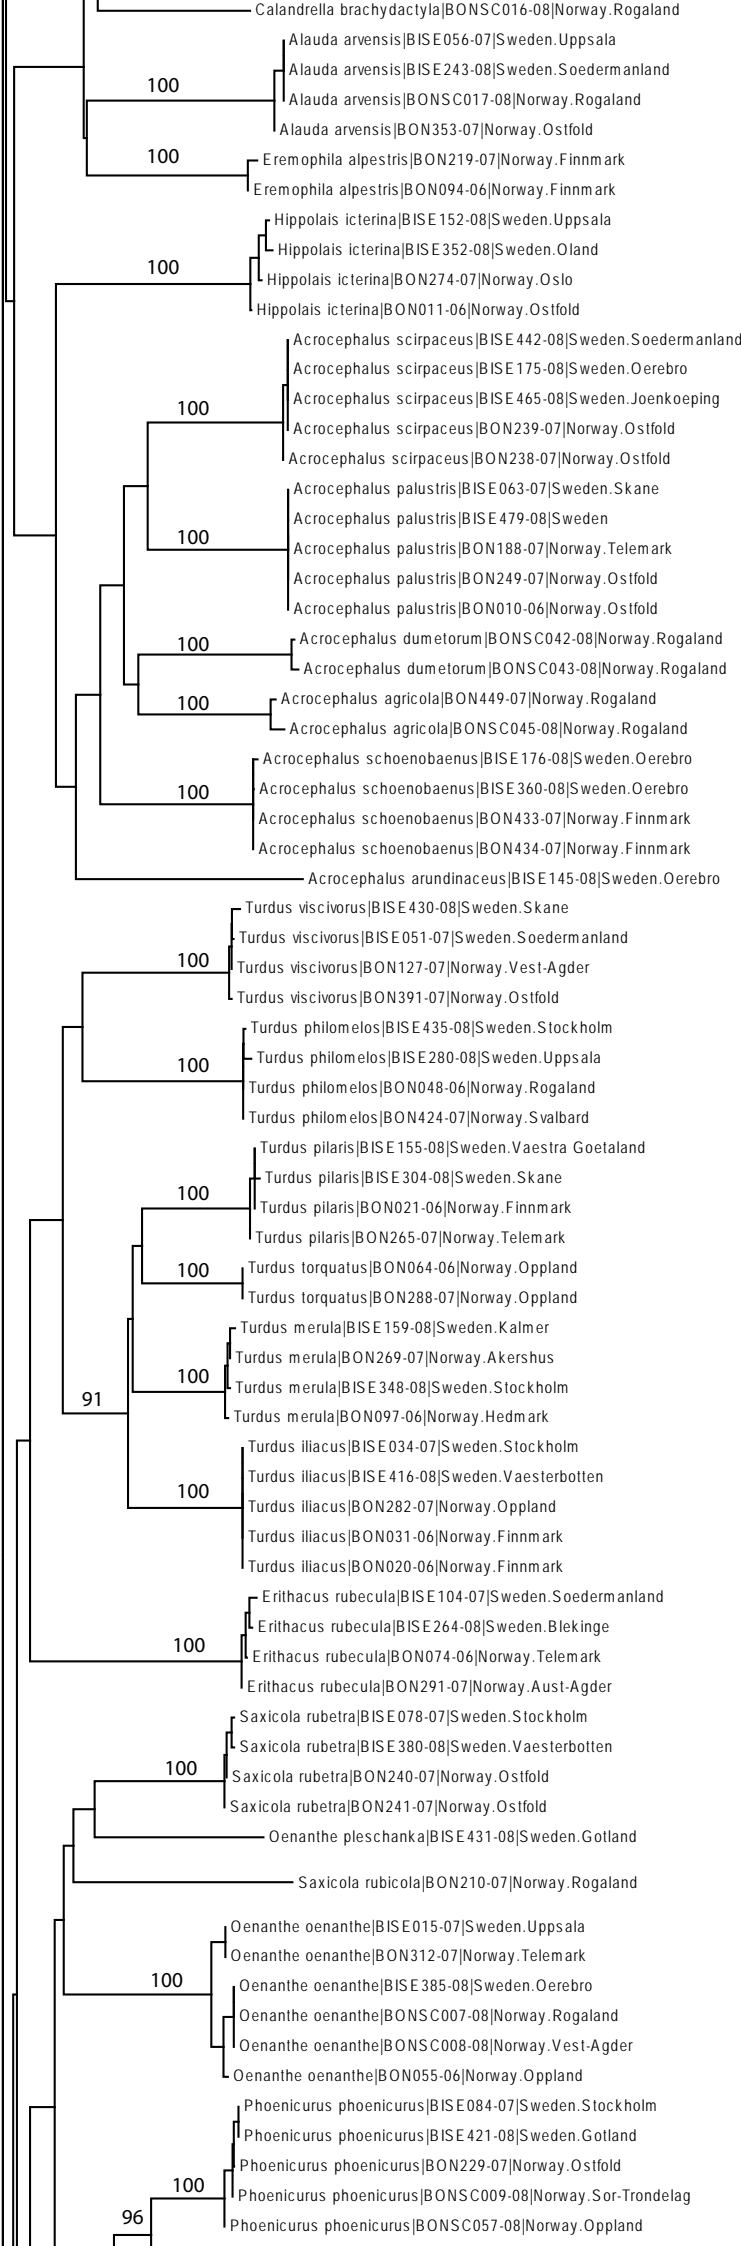 Calandrella brachydactyla|BONSC016-08|Norway.Rogaland
Alauda arvensis|BISE056-07|Sweden.Uppsala
Alauda arvensis|BISE243-08|Sweden.Soedermanland
100
Alauda arvensis|BONSC017-08|Norway.Rogaland
Alauda arvensis|BON353-07|Norway.Ostfold
100
Eremophila alpestris|BON219-07|Norway.Finnmark
Eremophila alpestris|BON094-06|Norway.Finnmark
Hippolais icterina|BISE152-08|Sweden.Uppsala
Hippolais icterina|BISE352-08|Sweden.Oland
100
Hippolais icterina|BON274-07|Norway.Oslo
Hippolais icterina|BON011-06|Norway.Ostfold
Acrocephalus scirpaceus|BISE442-08|Sweden.Soedermanland
Acrocephalus scirpaceus|BISE175-08|Sweden.Oerebro
Acrocephalus scirpaceus|BISE465-08|Sweden.Joenkoeping
100
Acrocephalus scirpaceus|BON239-07|Norway.Ostfold
Acrocephalus scirpaceus|BON238-07|Norway.Ostfold
Acrocephalus palustris|BISE063-07|Sweden.Skane
Acrocephalus palustris|BISE479-08|Sweden
100
Acrocephalus palustris|BON188-07|Norway.Telemark
Acrocephalus palustris|BON249-07|Norway.Ostfold
Acrocephalus palustris|BON010-06|Norway.Ostfold
100
Acrocephalus dumetorum|BONSC042-08|Norway.Rogaland
Acrocephalus dumetorum|BONSC043-08|Norway.Rogaland
100
Acrocephalus agricola|BON449-07|Norway.Rogaland
Acrocephalus agricola|BONSC045-08|Norway.Rogaland
Acrocephalus schoenobaenus|BISE176-08|Sweden.Oerebro
100
Acrocephalus schoenobaenus|BISE360-08|Sweden.Oerebro
Acrocephalus schoenobaenus|BON433-07|Norway.Finnmark
Acrocephalus schoenobaenus|BON434-07|Norway.Finnmark
Acrocephalus arundinaceus|BISE145-08|Sweden.Oerebro
Turdus viscivorus|BISE430-08|Sweden.Skane
Turdus viscivorus|BISE051-07|Sweden.Soedermanland
100
Turdus viscivorus|BON127-07|Norway.Vest-Agder
Turdus viscivorus|BON391-07|Norway.Ostfold
Turdus philomelos|BISE435-08|Sweden.Stockholm
100
Turdus philomelos|BISE280-08|Sweden.Uppsala
Turdus philomelos|BON048-06|Norway.Rogaland
Turdus philomelos|BON424-07|Norway.Svalbard
Turdus pilaris|BISE155-08|Sweden.Vaestra Goetaland
Turdus pilaris|BISE304-08|Sweden.Skane
100
Turdus pilaris|BON021-06|Norway.Finnmark
Turdus pilaris|BON265-07|Norway.Telemark
100
Turdus torquatus|BON064-06|Norway.Oppland
Turdus torquatus|BON288-07|Norway.Oppland
Turdus merula|BISE159-08|Sweden.Kalmer
Turdus merula|BON269-07|Norway.Akershus
100
Turdus merula|BISE348-08|Sweden.Stockholm
91
Turdus merula|BON097-06|Norway.Hedmark
Turdus iliacus|BISE034-07|Sweden.Stockholm
Turdus iliacus|BISE416-08|Sweden.Vaesterbotten
100
Turdus iliacus|BON282-07|Norway.Oppland
Turdus iliacus|BON031-06|Norway.Finnmark
Turdus iliacus|BON020-06|Norway.Finnmark
Erithacus rubecula|BISE104-07|Sweden.Soedermanland
Erithacus rubecula|BISE264-08|Sweden.Blekinge
100
Erithacus rubecula|BON074-06|Norway.Telemark
Erithacus rubecula|BON291-07|Norway.Aust-Agder
Saxicola rubetra|BISE078-07|Sweden.Stockholm
Saxicola rubetra|BISE380-08|Sweden.Vaesterbotten
100
Saxicola rubetra|BON240-07|Norway.Ostfold
Saxicola rubetra|BON241-07|Norway.Ostfold
Oenanthe pleschanka|BISE431-08|Sweden.Gotland
Saxicola rubicola|BON210-07|Norway.Rogaland
Oenanthe oenanthe|BISE015-07|Sweden.Uppsala
Oenanthe oenanthe|BON312-07|Norway.Telemark
100
Oenanthe oenanthe|BISE385-08|Sweden.Oerebro
Oenanthe oenanthe|BONSC007-08|Norway.Rogaland
Oenanthe oenanthe|BONSC008-08|Norway.Vest-Agder
Oenanthe oenanthe|BON055-06|Norway.Oppland
Phoenicurus phoenicurus|BISE084-07|Sweden.Stockholm
Phoenicurus phoenicurus|BISE421-08|Sweden.Gotland
Phoenicurus phoenicurus|BON229-07|Norway.Ostfold
100
Phoenicurus phoenicurus|BONSC009-08|Norway.Sor-Trondelag
96
Phoenicurus phoenicurus|BONSC057-08|Norway.Oppland